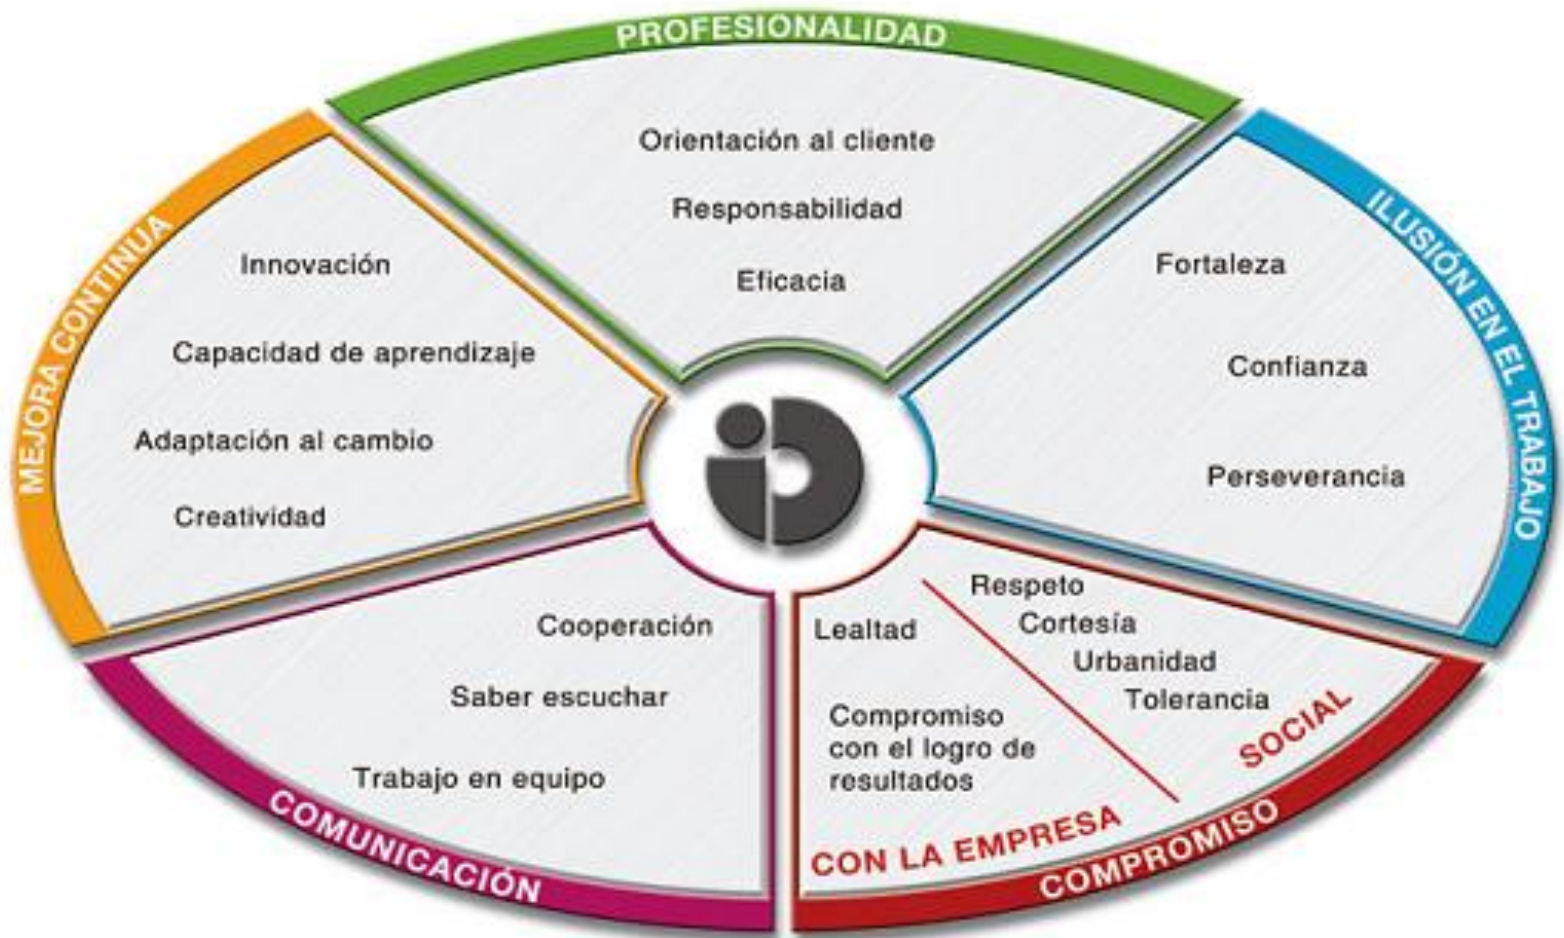 PROFESIONALIDAD
Orientación al cliente
Responsabilidad
Eficacia
ILUSIÓN EN EL TRABAJO
Fortaleza
Confianza
Perseverancia
COMPROMISO
Respeto
Cortesía
Urbanidad
Tolerancia
SOCIAL
Lealtad
Compromiso
con el logro de
resultados
CON LA EMPRESA
COMUNICACIÓN
Cooperación
Saber escuchar
Trabajo en equipo
MEJORA CONTINUA
Innovación
Capacidad de aprendizaje
Adaptación al cambio
Creatividad